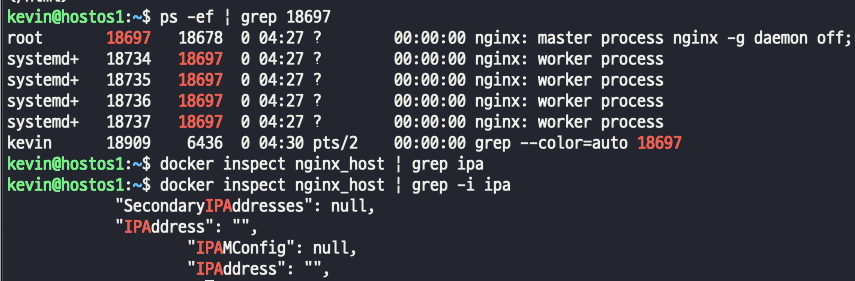 kevin@hostos1:~$ ps -ef | grep 18697
root 18697 18678 0 04:27 ? 00:00:00 nginx: master process nginx -g daemon off;
systemd+ 18734 18697 0 04:27 ? 00:00:00 nginx: worker process
systemd+ 18735 18697 0 04:27 ? 00:00:00 nginx: worker process
systemd+ 18736 18697 0 04:27 ? 00:00:00 nginx: worker process
systemd+ 18737 18697 0 04:27 ? 00:00:00 nginx: worker process
kevin 18909 6436 0 04:30 pts/2 00:00:00 grep --color=auto 18697
kevin@hostos1:~$ docker inspect nginx_host | grep ipa
kevin@hostos1:~$ docker inspect nginx_host | grep -i ipa
"SecondaryIPAddresses": null,
"IPAddress": "",
"IPAMConfig": null,
"IPAddress": "",